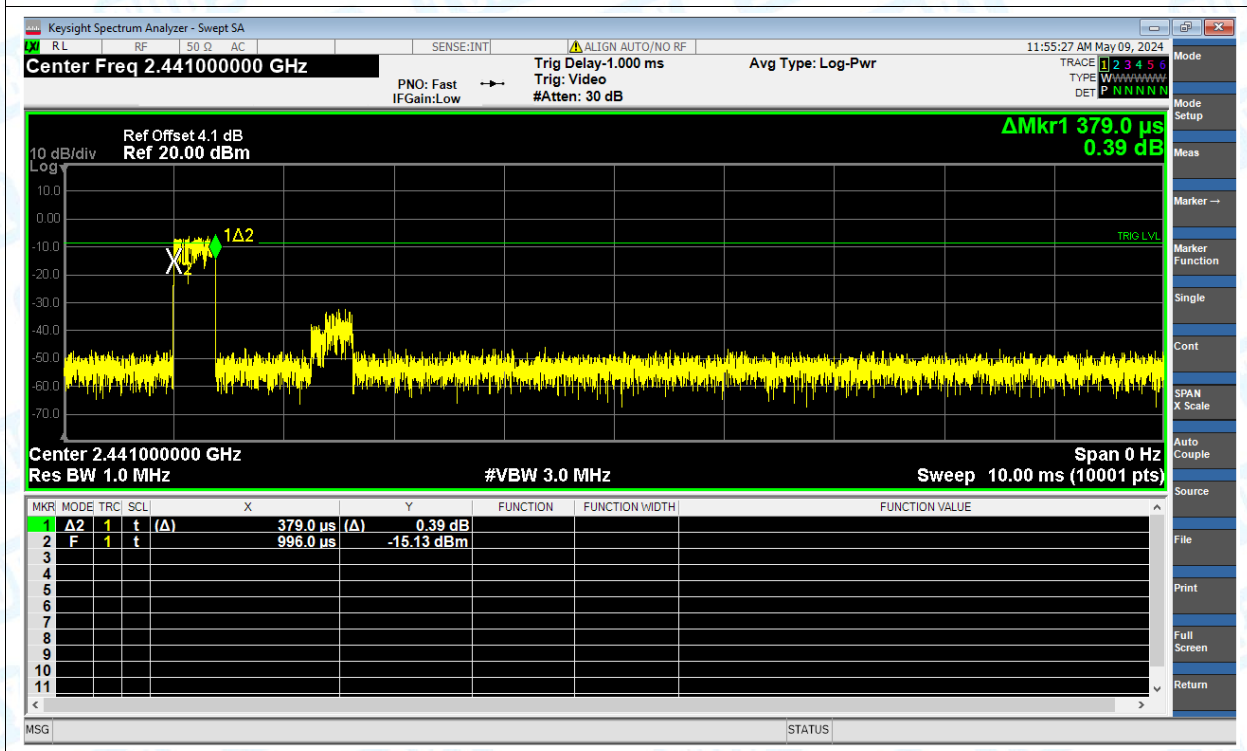 Keysight Spectrum Analyzer - Swept SA
LXI RL RF 50 Ω AC SENSE:INT ALIGN AUTO/NO RF 11:55:27 AM May 09, 2024
Center Freq 2.441000000 GHz
PNO: Fast
IFGain:Low
Trig Delay-1.000 ms
Trig: Video
#Atten: 30 dB
Avg Type: Log-Pwr
TRACE 1 2 3 4 5 6
TYPE WWWWWW
DET P N N N N N
ΔMkr1 379.0 µs
0.39 dB
Ref Offset 4.1 dB
10 dB/div Ref 20.00 dBm
Log
10.0
0.00
-10.0
-20.0
-30.0
-40.0
-50.0
-60.0
-70.0
1Δ2
2
TRIG LVL
Center 2.441000000 GHz Span 0 Hz
Res BW 1.0 MHz #VBW 3.0 MHz Sweep 10.00 ms (10001 pts)
MKR MODE TRC SCL X Y FUNCTION FUNCTION WIDTH FUNCTION VALUE
1 Δ2 1 t (Δ) 379.0 µs (Δ) 0.39 dB
2 F 1 t 996.0 µs -15.13 dBm
3
4
5
6
7
8
9
10
11
MSG STATUS
Mode
Mode
Setup
Meas
Marker →
Marker
Function
Single
Cont
SPAN
X Scale
Auto
Couple
Source
File
Print
Full
Screen
Return